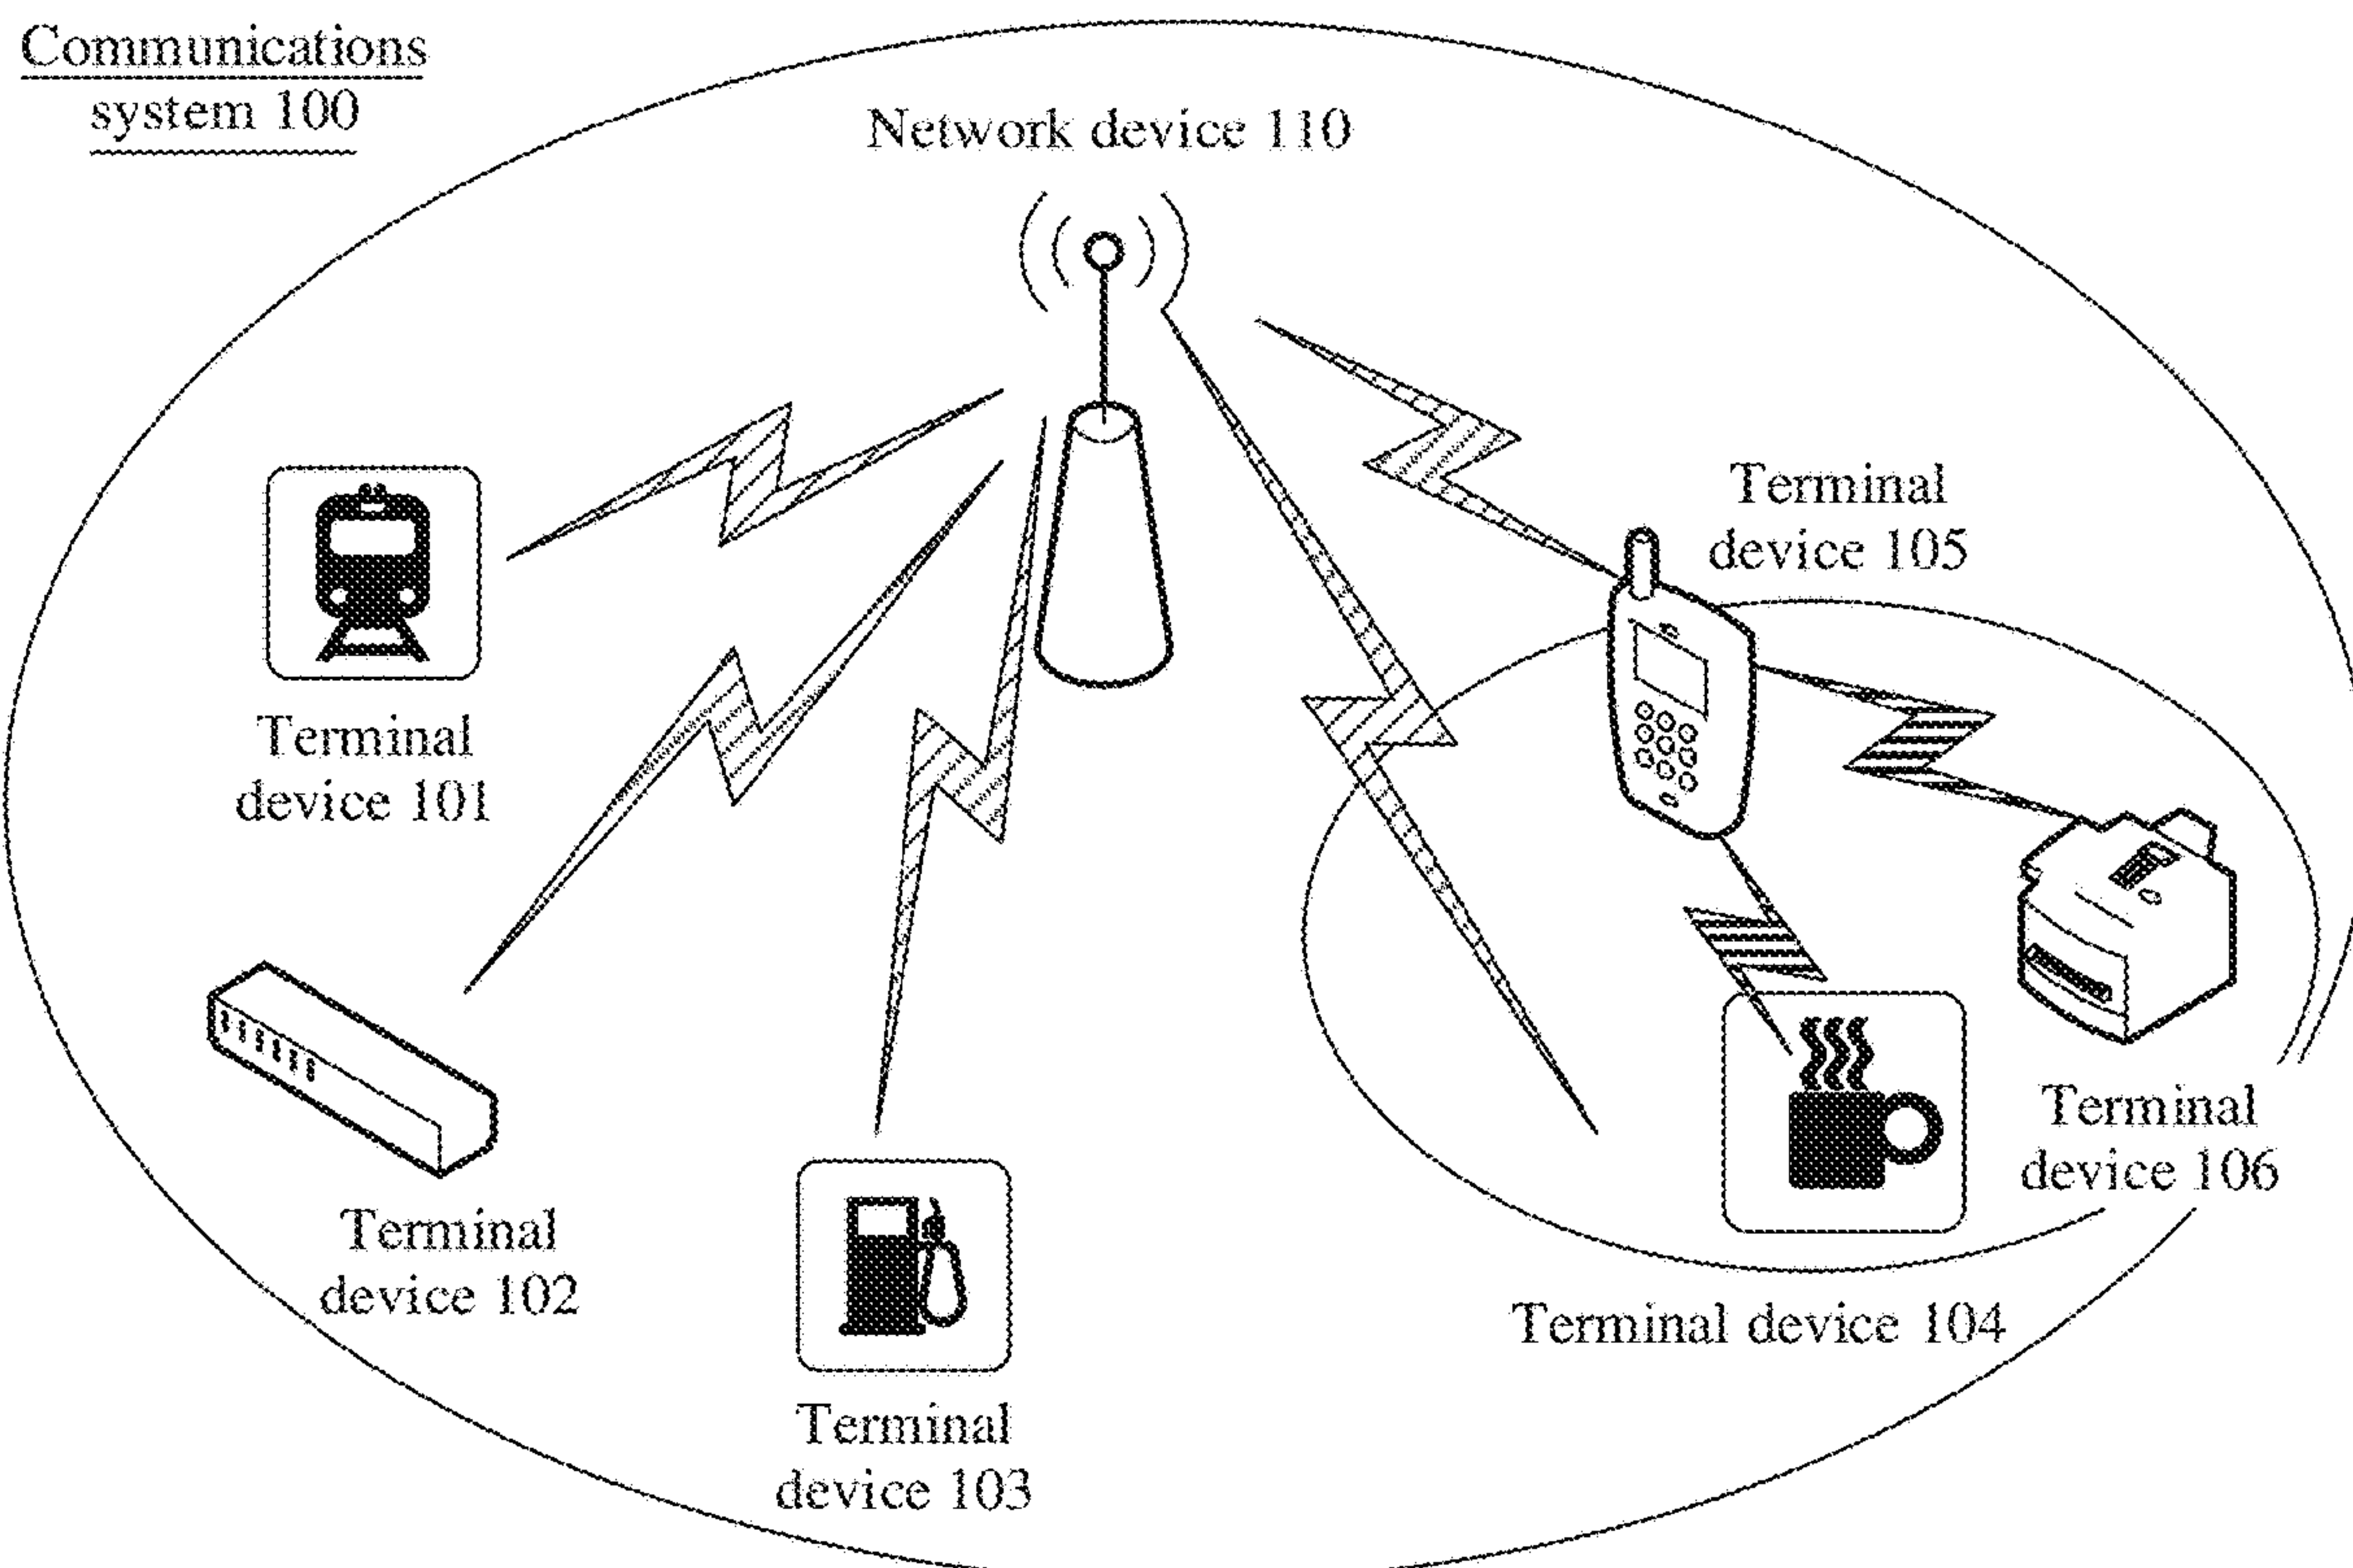 Communications
system 100
Network device 110
Terminal
device 105
Terminal
device 101
Terminal
device 106
Terminal
device 102
Terminal device 104
Terminal
device 103